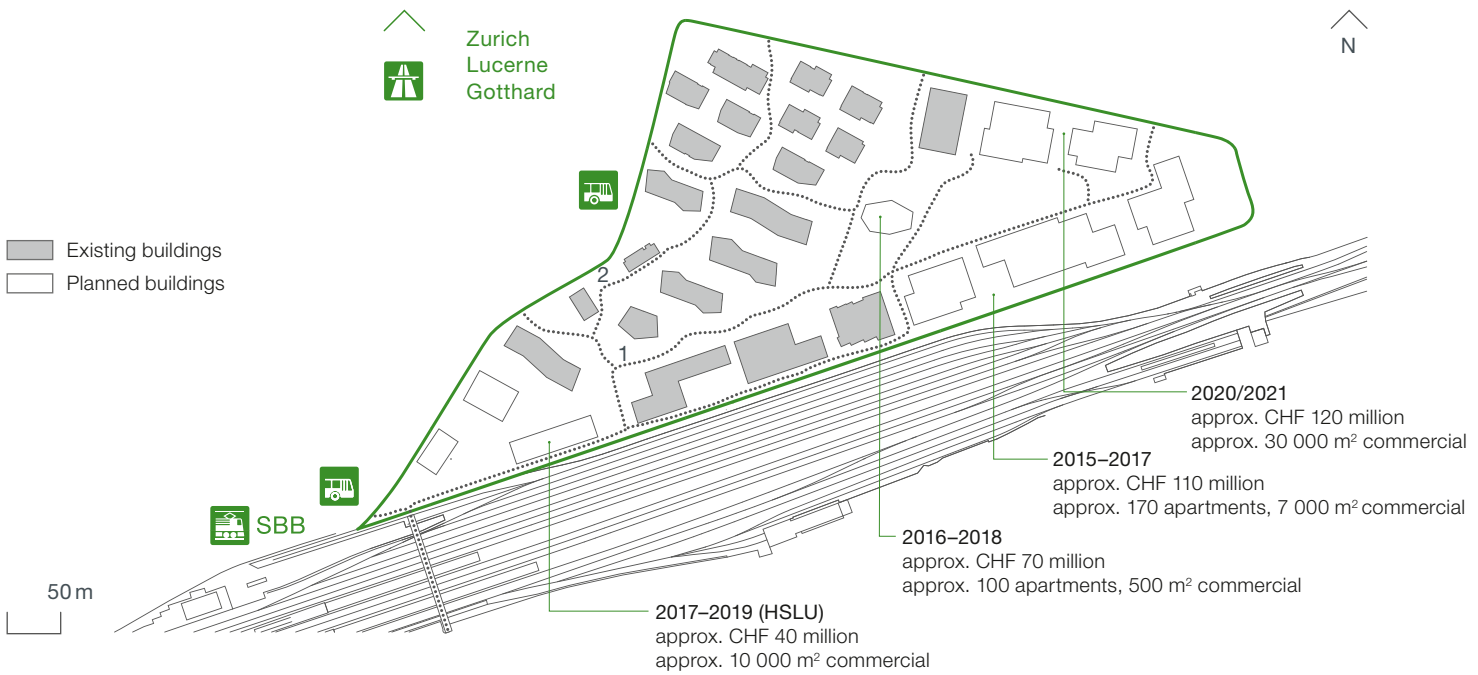 Zurich
Lucerne
Gotthard
N
Existing buildings
Planned buildings
2
1
2020/2021
approx. CHF 120 million
approx. 30 000 m² commercial
2015–2017
approx. CHF 110 million
approx. 170 apartments, 7 000 m² commercial
SBB
2016–2018
approx. CHF 70 million
approx. 100 apartments, 500 m² commercial
50 m
2017–2019 (HSLU)
approx. CHF 40 million
approx. 10 000 m² commercial